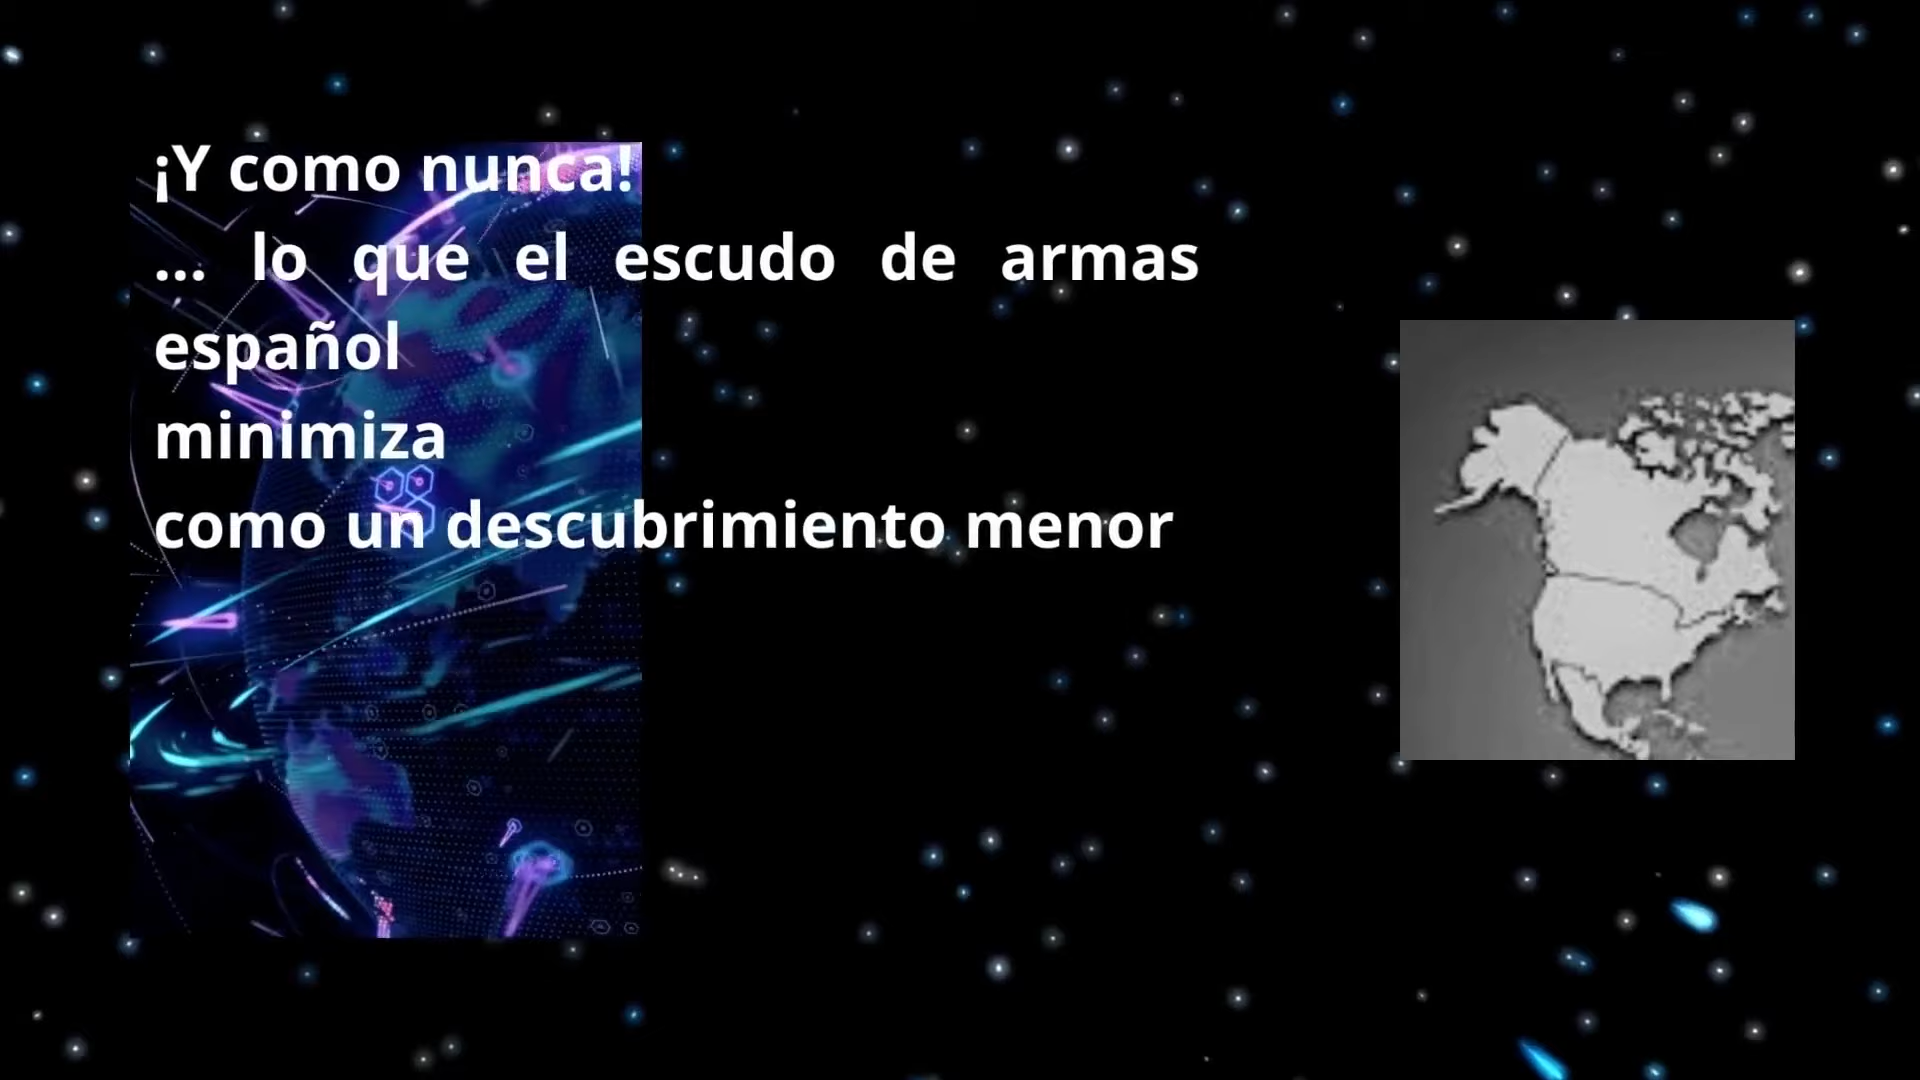 ¡Y como nunca!
... lo que el escudo de armas
español
minimiza
como un descubrimiento menor